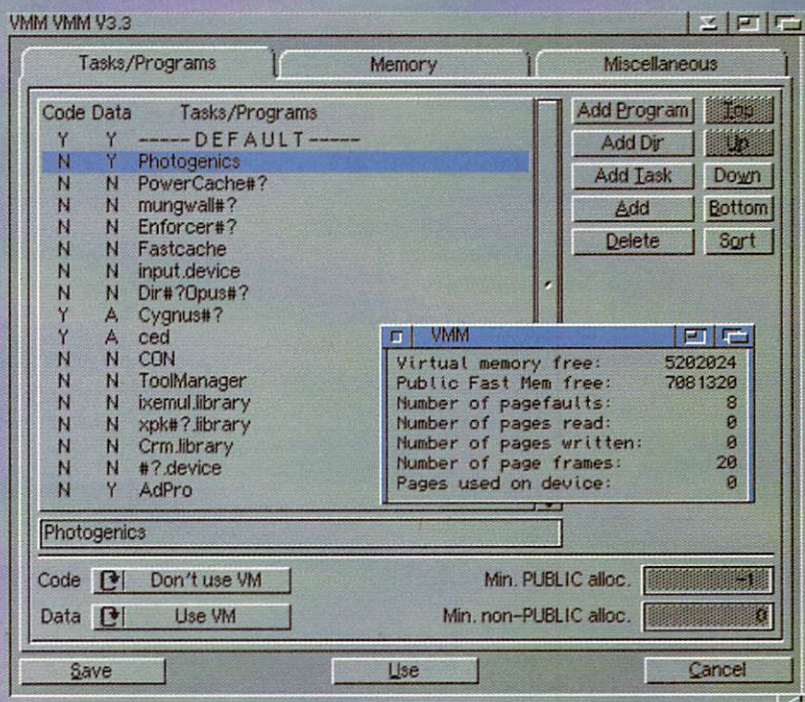 VMM VMM V3.3
Tasks/Programs Memory Miscellaneous
Code Data Tasks/Programs
Y Y -----DEFAULT-----
N Y Photogenics
N N PowerCache#?
N N mungwall#?
N N Enforcer#?
N N Fastcache
N N input.device
N N Dir#?Opus#?
Y A Cygnus#?
Y A ced
N N CON
N N ToolManager
N N ixemul.library
N N xpk#?.library
N N Crm.library
N N #?.device
N Y AdPro
Photogenics
Add Program Top
Add Dir Up
Add Task Down
Add Bottom
Delete Sort
VMM
Virtual memory free: 5202024
Public Fast Mem free: 7081320
Number of pagefaults: 8
Number of pages read: 0
Number of pages written: 0
Number of page frames: 20
Pages used on device: 0
Code Don't use VM Min. PUBLIC alloc. -1
Data Use VM Min. non-PUBLIC alloc. 0
Save Use Cancel